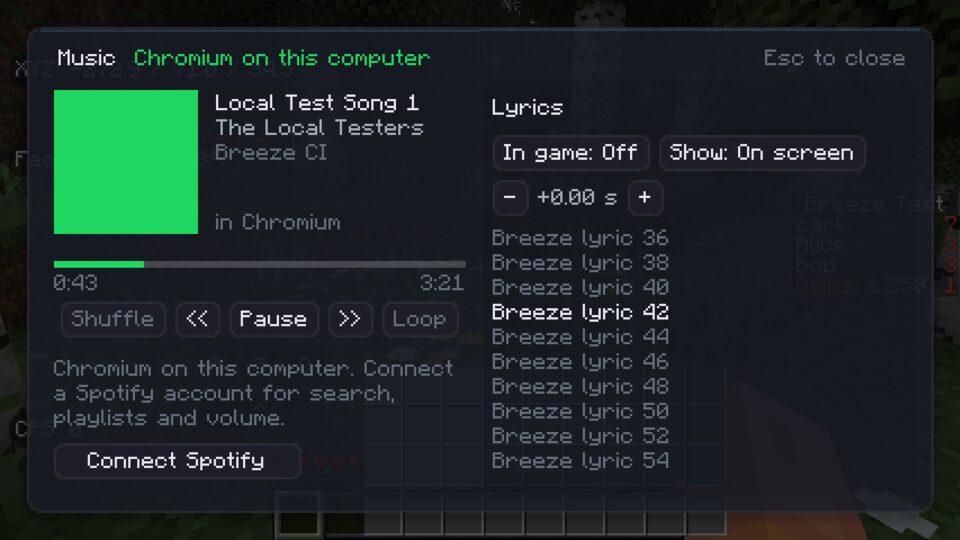 Music Chromium on this computer
Esc to close
Local Test Song 1
The Local Testers
Breeze CI
in Chromium
0:43
3:21
Shuffle
<<
Pause
>>
Loop
Chromium on this computer. Connect
a Spotify account for search,
playlists and volume.
Connect Spotify
Lyrics
In game: Off
Show: On screen
- +0.00 s +
Breeze lyric 36
Breeze lyric 38
Breeze lyric 40
Breeze lyric 42
Breeze lyric 44
Breeze lyric 46
Breeze lyric 48
Breeze lyric 50
Breeze lyric 52
Breeze lyric 54
Breeze Test
carl
Alice
bob
Coins: 1,250